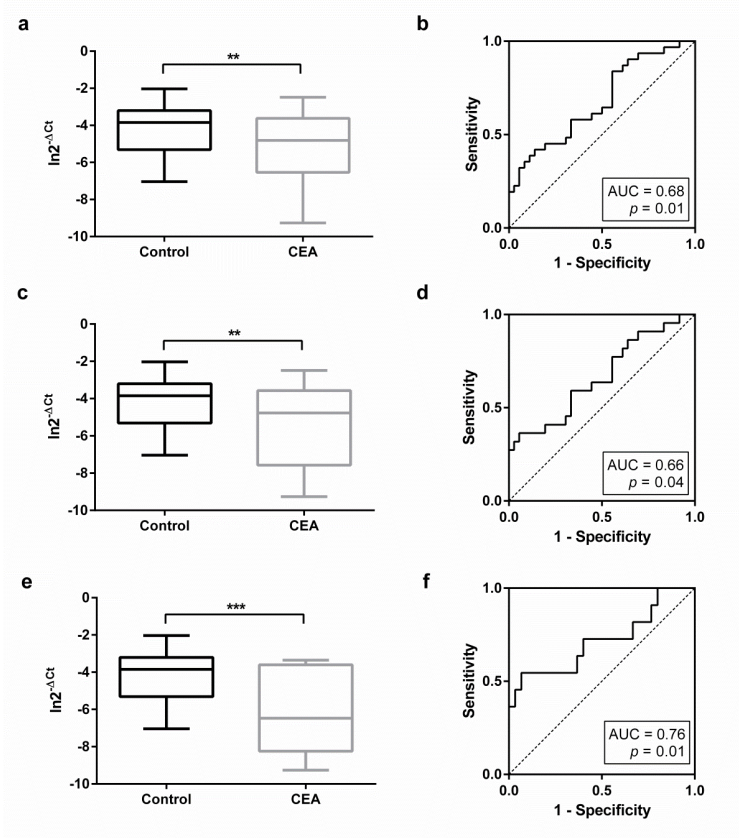 a
0
-2
-4
-6
-8
-10
ln2-ΔCt
**
Control CEA
b
1.0
0.5
0.0
Sensitivity
AUC = 0.68
p = 0.01
0.0 0.5 1.0
1 - Specificity
c
0
-2
-4
-6
-8
-10
ln2-ΔCt
**
Control CEA
d
1.0
0.5
0.0
Sensitivity
AUC = 0.66
p = 0.04
0.0 0.5 1.0
1 - Specificity
e
0
-2
-4
-6
-8
-10
ln2-ΔCt
***
Control CEA
f
1.0
0.5
0.0
Sensitivity
AUC = 0.76
p = 0.01
0.0 0.5 1.0
1 - Specificity